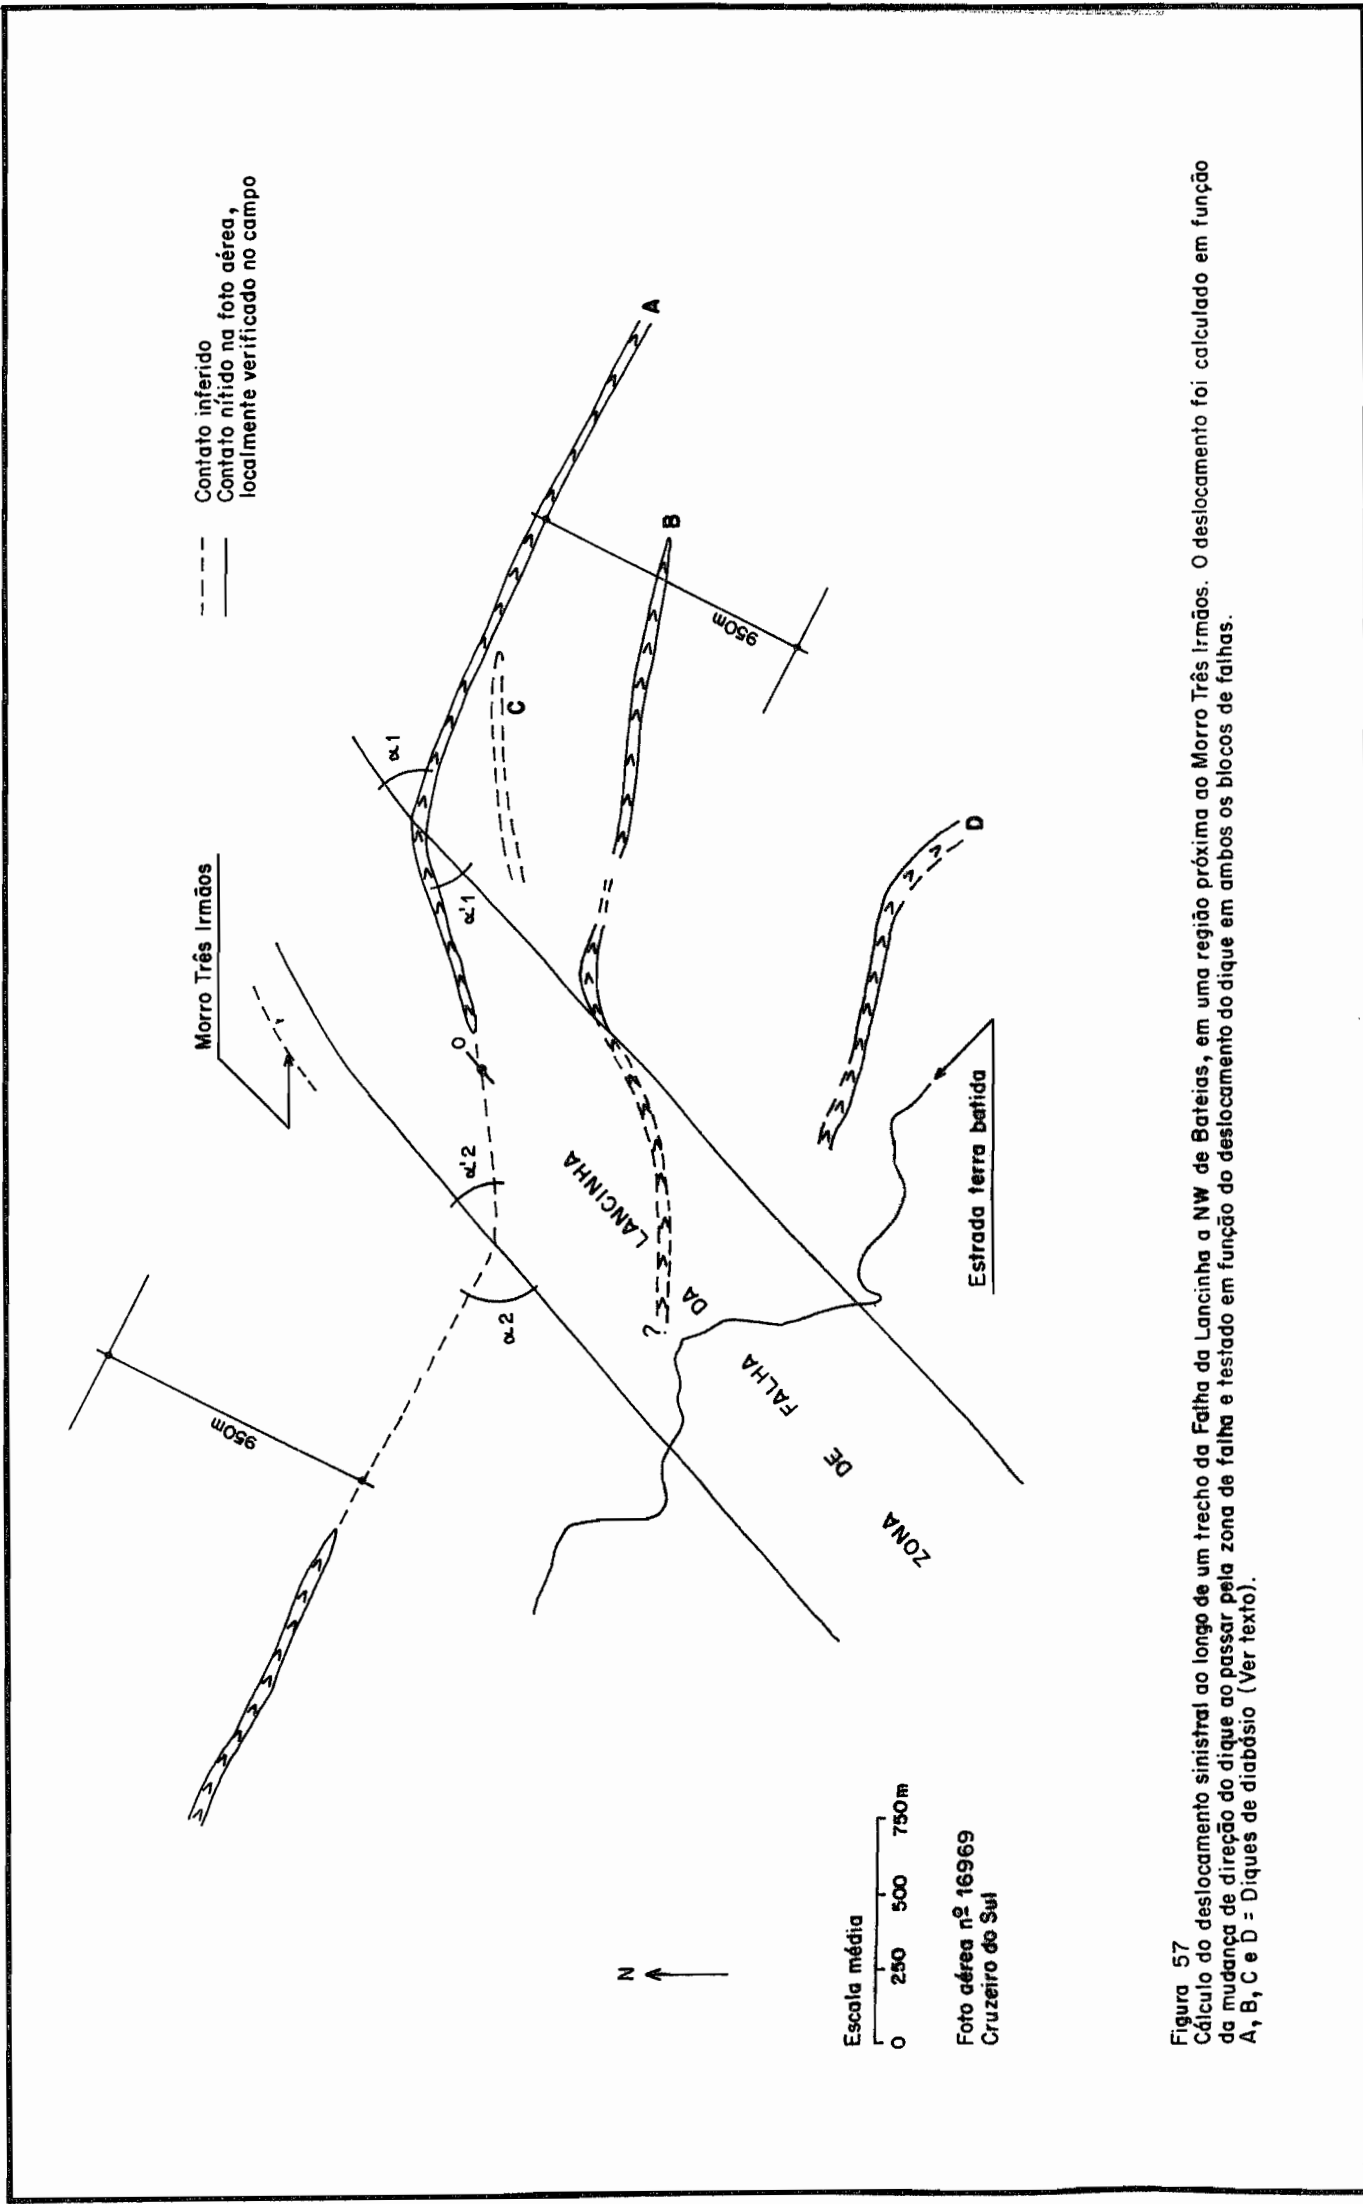 Morro Três Irmãos
--- Contato inferido
Contato nítido na foto aérea,
localmente verificado no campo
950m
α2
α'2
O
α'1
α1
A
C
B
950m
?
ZONA DE FALHA DA LANCINHA
D
Estrada terra batida
N
Escala média
0 250 500 750m
Foto aérea nº 16969
Cruzeiro do Sul
Figura 57
Cálculo do deslocamento sinistral ao longo de um trecho da Falha da Lancinha a NW de Bateias, em uma região próxima ao Morro Três Irmãos. O deslocamento foi calculado em função
da mudança de direção do dique ao passar pela zona de falha e testado em função do deslocamento do dique em ambos os blocos de falhas.
A, B, C e D = Diques de diabásio (Ver texto).